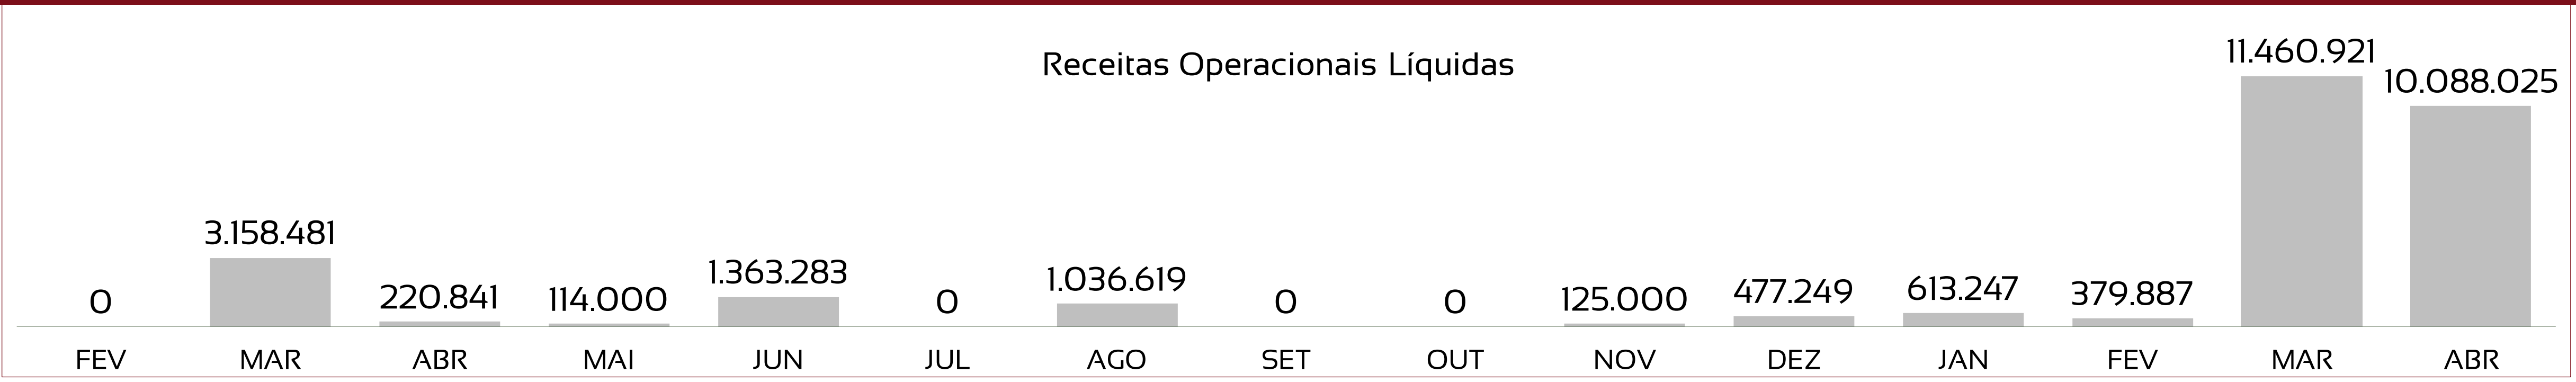 Receitas Operacionais Líquidas
0 3.158.481 220.841 114.000 1.363.283 0 1.036.619 0 0 125.000 477.249 613.247 379.887 11.460.921 10.088.025
FEV MAR ABR MAI JUN JUL AGO SET OUT NOV DEZ JAN FEV MAR ABR